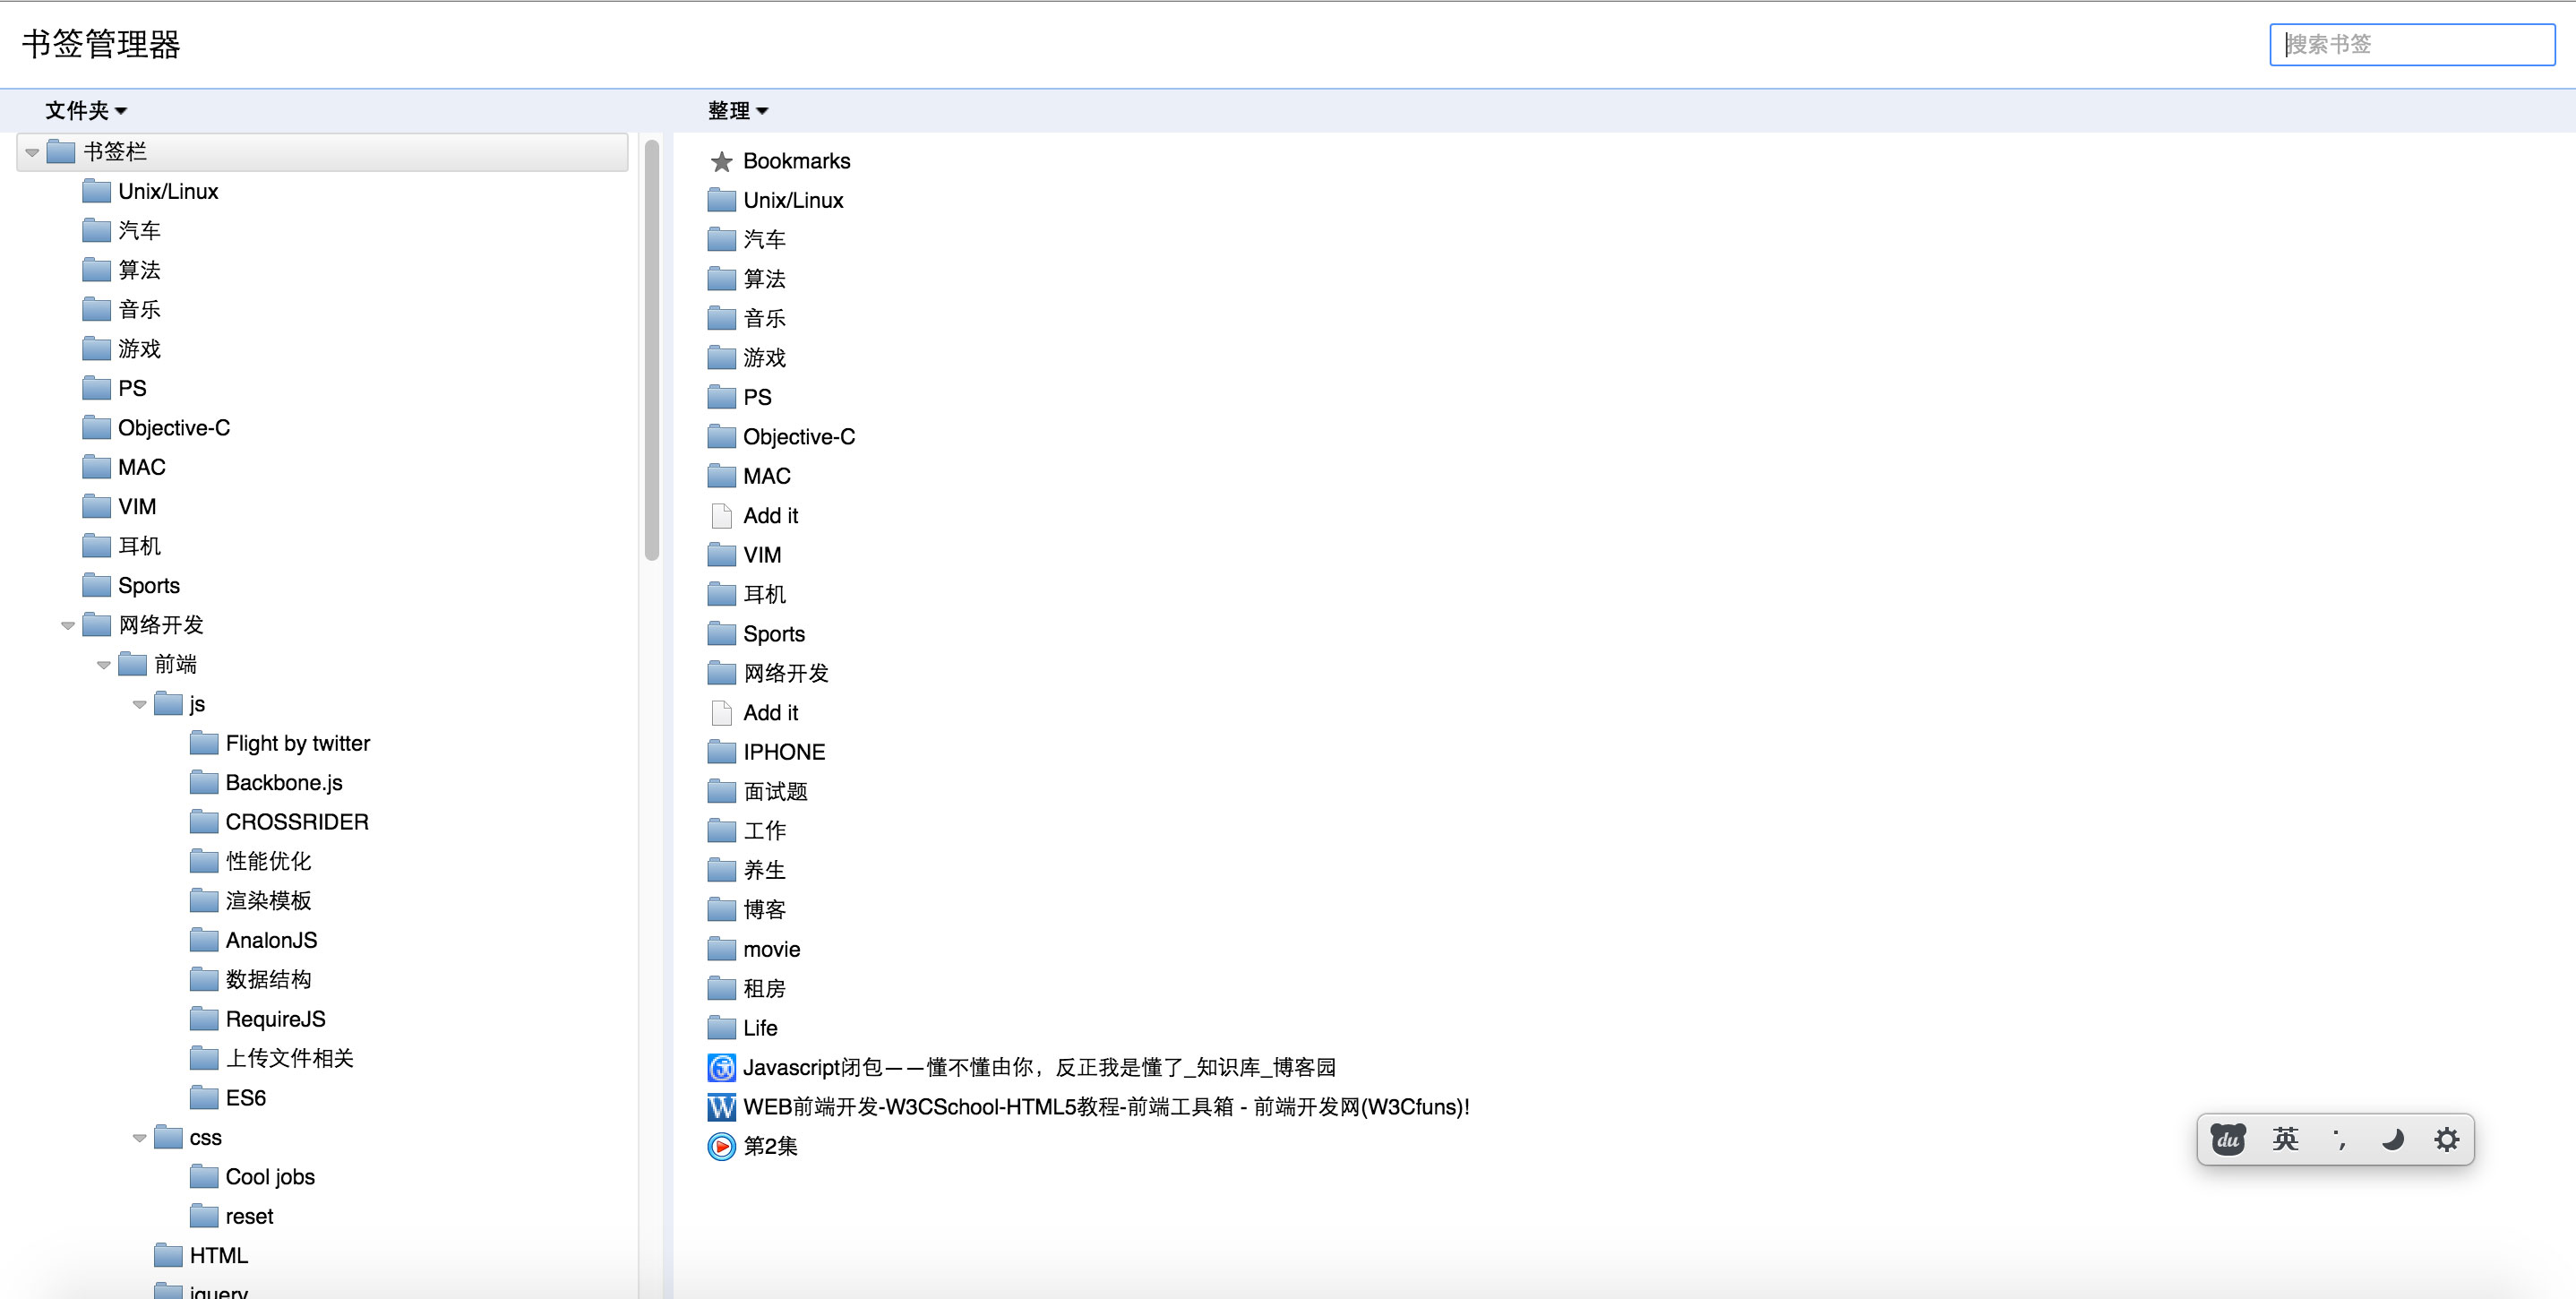 书签管理器
搜索书签
文件夹
整理
书签栏
Unix/Linux
汽车
算法
音乐
游戏
PS
Objective-C
MAC
VIM
耳机
Sports
网络开发
前端
js
Flight by twitter
Backbone.js
CROSSRIDER
性能优化
渲染模板
AnalonJS
数据结构
RequireJS
上传文件相关
ES6
css
Cool jobs
reset
HTML
jquery
Bookmarks
Unix/Linux
汽车
算法
音乐
游戏
PS
Objective-C
MAC
Add it
VIM
耳机
Sports
网络开发
Add it
IPHONE
面试题
工作
养生
博客
movie
租房
Life
Javascript闭包——懂不懂由你，反正我是懂了_知识库_博客园
W WEB前端开发-W3CSchool-HTML5教程-前端工具箱 - 前端开发网(W3Cfuns)!
第2集
du 英